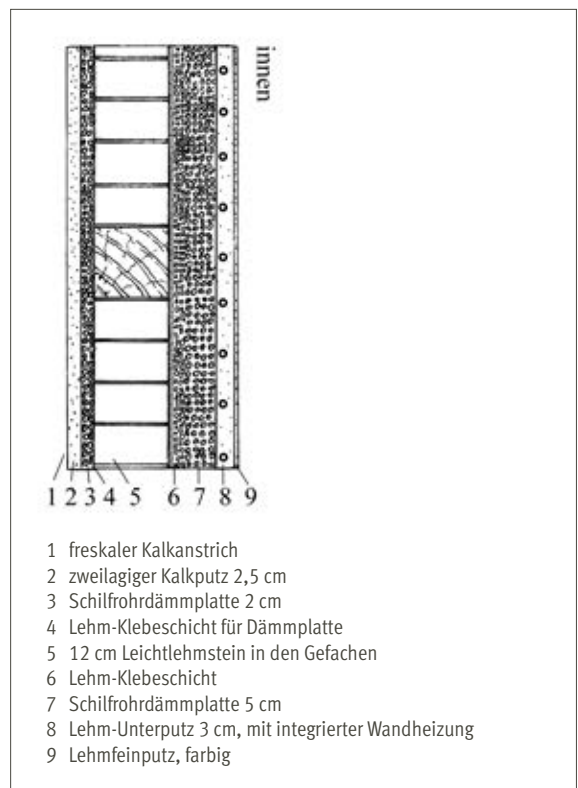 innen
1 2 3 4 5 6 7 8 9
1 freskaler Kalkanstrich
2 zweilagiger Kalkputz 2,5 cm
3 Schilfrohrdämmplatte 2 cm
4 Lehm-Klebeschicht für Dämmplatte
5 12 cm Leichtlehmstein in den Gefachen
6 Lehm-Klebeschicht
7 Schilfrohrdämmplatte 5 cm
8 Lehm-Unterputz 3 cm, mit integrierter Wandheizung
9 Lehmfeinputz, farbig